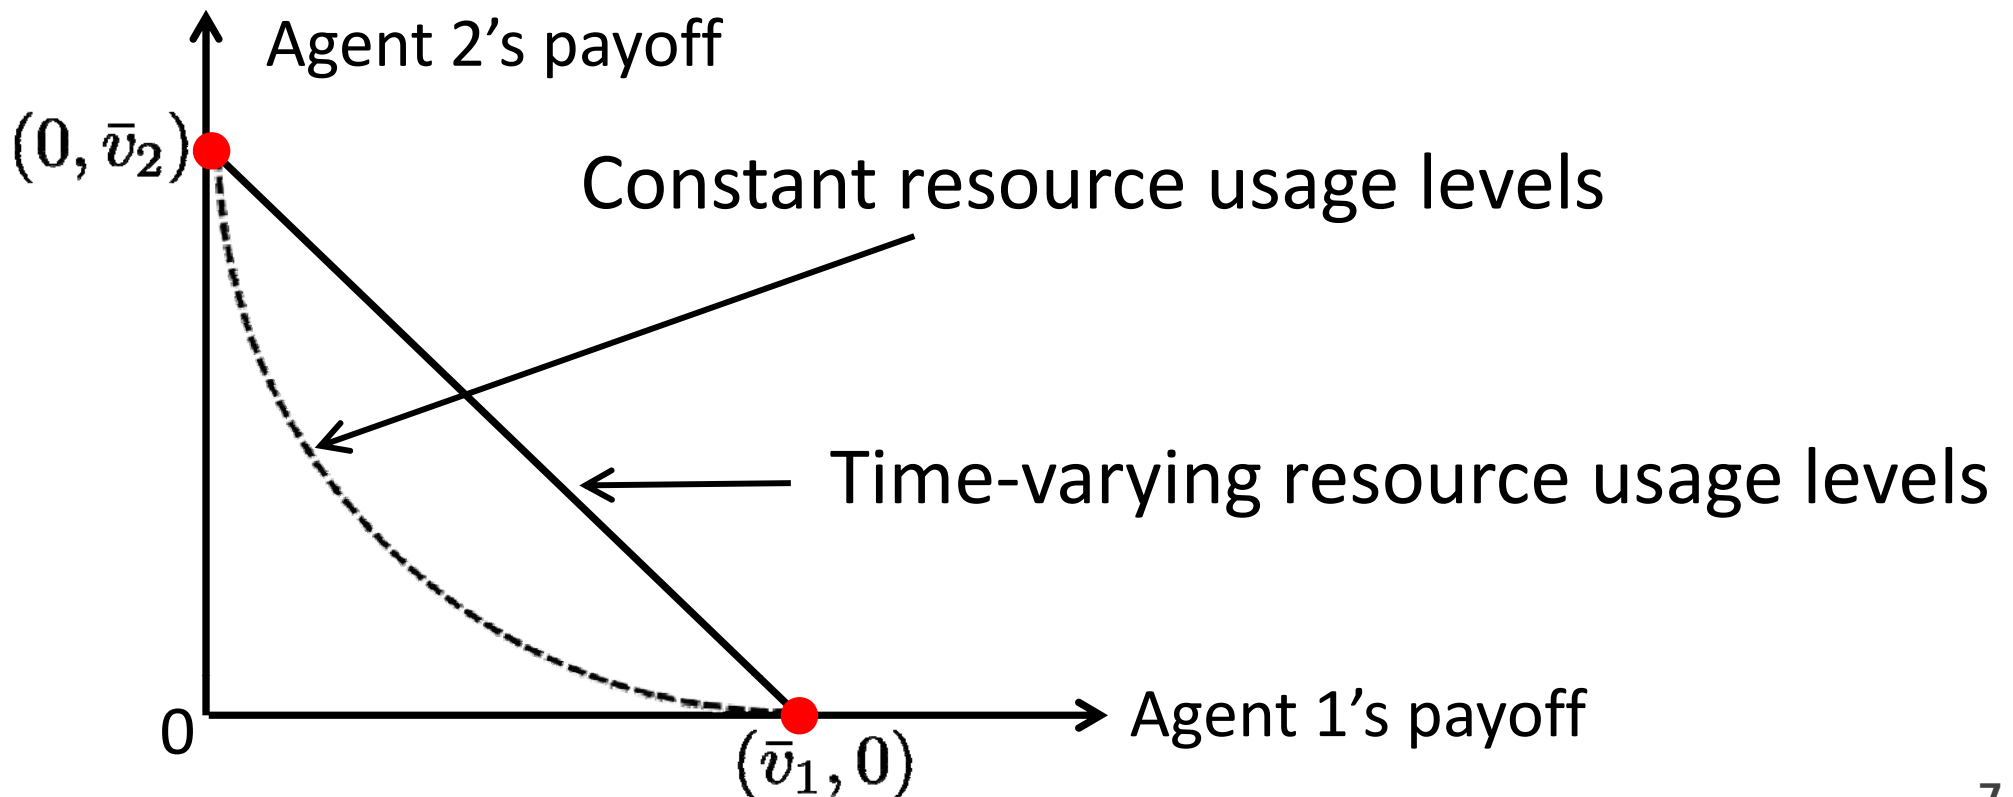 Agent 2’s payoff
(0, v̄₂)
Constant resource usage levels
Time-varying resource usage levels
0
Agent 1’s payoff
(v̄₁, 0)
7